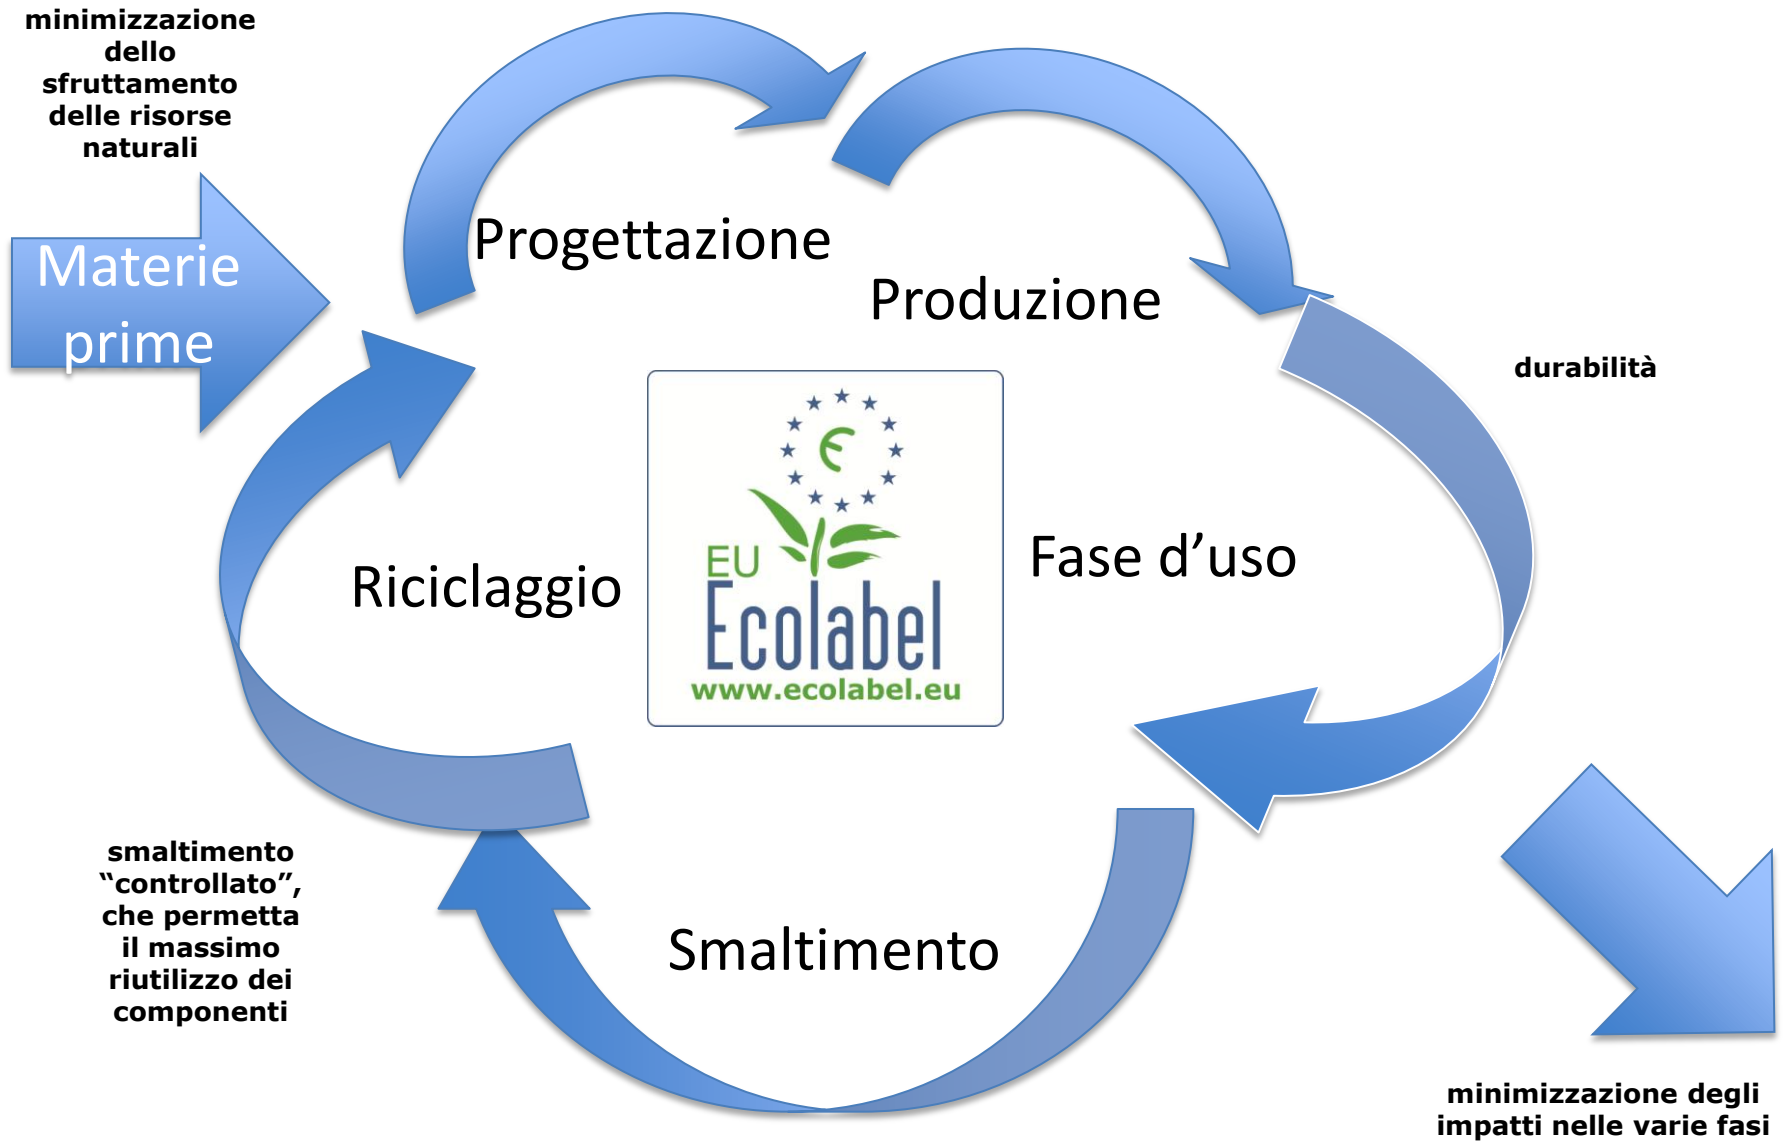 minimizzazione
dello
sfruttamento
delle risorse
naturali
Materie
prime
Progettazione
Produzione
durabilità
EU
Ecolabel
www.ecolabel.eu
Fase d’uso
Riciclaggio
smaltimento
“controllato”,
che permetta
il massimo
riutilizzo dei
componenti
Smaltimento
minimizzazione degli
impatti nelle varie fasi